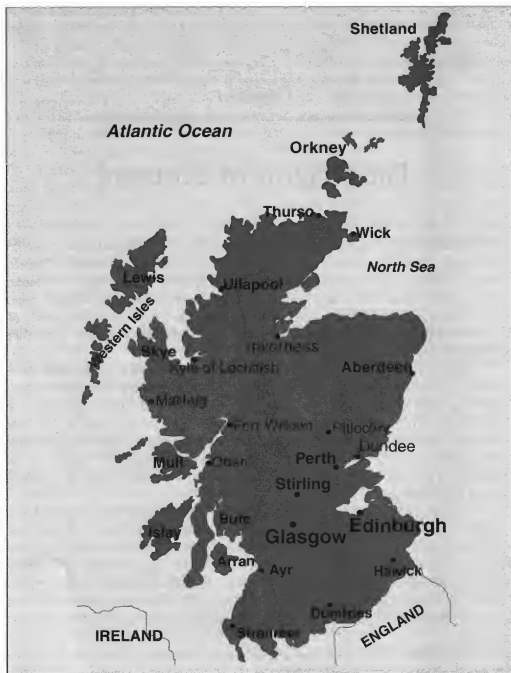 Shetland
Atlantic Ocean
Orkney
Thurso
Wick
North Sea
Lewis
Ullapool
Western Isles
Inverness
Skye
Kyle of Lochalsh
Aberdeen
Mallaig
Fort William
Pitlochry
Dundee
Mull
Oban
Perth
Stirling
Islay
Bute
Edinburgh
Glasgow
Arran
Ayr
Hawick
Dumfries
ENGLAND
IRELAND
Stranraer